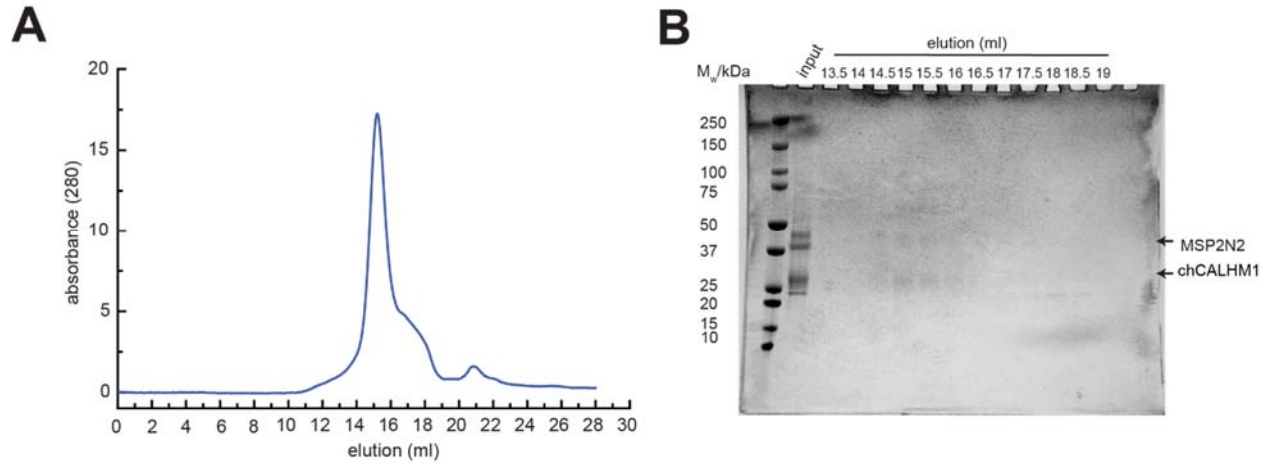 A
20
15
10
5
0
absorbance (280)
0 2 4 6 8 10 12 14 16 18 20 22 24 26 28 30
elution (ml)
B
elution (ml)
Mw/kDa input 13.5 14 14.5 15 15.5 16 16.5 17 17.5 18 18.5 19
250
150
100
75
50
37
25
20
15
10
MSP2N2
chCALHM1